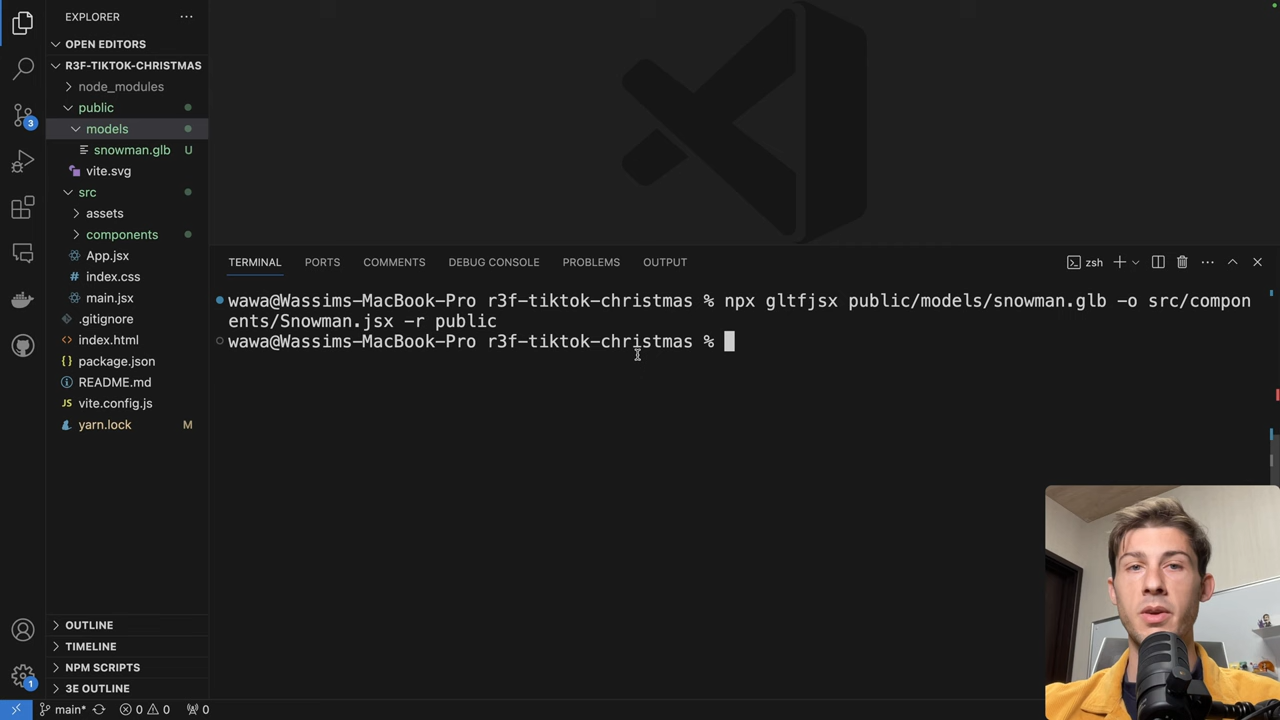 EXPLORER
OPEN EDITORS
R3F-TIKTOK-CHRISTMAS
node_modules
public
models
snowman.glb U
vite.svg
src
assets
components
App.jsx
index.css
main.jsx
.gitignore
index.html
package.json
README.md
vite.config.js
yarn.lock M
OUTLINE
TIMELINE
NPM SCRIPTS
3E OUTLINE
3
1
TERMINAL PORTS COMMENTS DEBUG CONSOLE PROBLEMS OUTPUT zsh
wawa@Wassims-MacBook-Pro r3f-tiktok-christmas % npx gltfjsx public/models/snowman.glb -o src/compon
ents/Snowman.jsx -r public
wawa@Wassims-MacBook-Pro r3f-tiktok-christmas %
main* 0 0 0